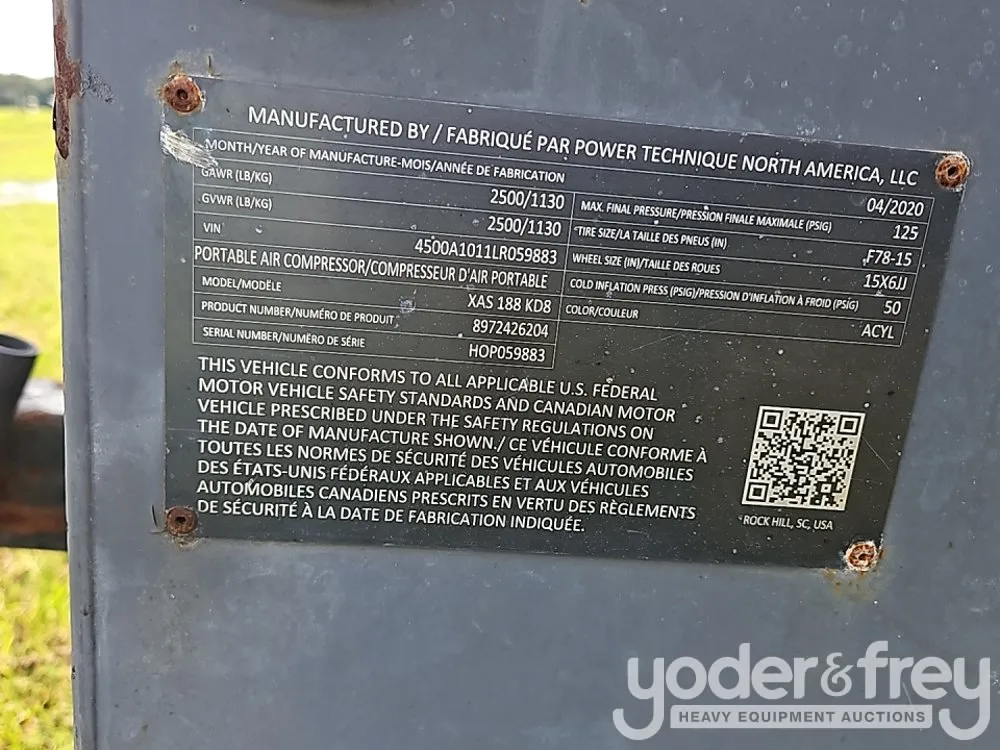 MANUFACTURED BY / FABRIQUÉ PAR POWER TECHNIQUE NORTH AMERICA, LLC
MONTH/YEAR OF MANUFACTURE-MOIS/ANNÉE DE FABRICATION 04/2020
GAWR (LB/KG) 2500/1130 MAX. FINAL PRESSURE/PRESSION FINALE MAXIMALE (PSIG) 125
GVWR (LB/KG) 2500/1130 TIRE SIZE/LA TAILLE DES PNEUS (IN) F78-15
VIN 4500A1011LR059883 WHEEL SIZE (IN)/TAILLE DES ROUES 15X6JJ
PORTABLE AIR COMPRESSOR/COMPRESSEUR D'AIR PORTABLE COLD INFLATION PRESS (PSIG)/PRESSION D'INFLATION À FROID (PSIG) 50
MODEL/MODÈLE XAS 188 KD8 COLOR/COULEUR ACYL
PRODUCT NUMBER/NUMÉRO DE PRODUIT 8972426204
SERIAL NUMBER/NUMÉRO DE SÉRIE HOP059883
THIS VEHICLE CONFORMS TO ALL APPLICABLE U.S. FEDERAL
MOTOR VEHICLE SAFETY STANDARDS AND CANADIAN MOTOR
VEHICLE PRESCRIBED UNDER THE SAFETY REGULATIONS ON
THE DATE OF MANUFACTURE SHOWN./ CE VÉHICULE CONFORME À
TOUTES LES NORMES DE SÉCURITÉ DES VÉHICULES AUTOMOBILES
DES ÉTATS-UNIS FÉDÉRAUX APPLICABLES ET AUX VÉHICULES
AUTOMOBILES CANADIENS PRESCRITS EN VERTU DES RÈGLEMENTS
DE SÉCURITÉ À LA DATE DE FABRICATION INDIQUÉE.
ROCK HILL, SC, USA
yoder&frey
HEAVY EQUIPMENT AUCTIONS